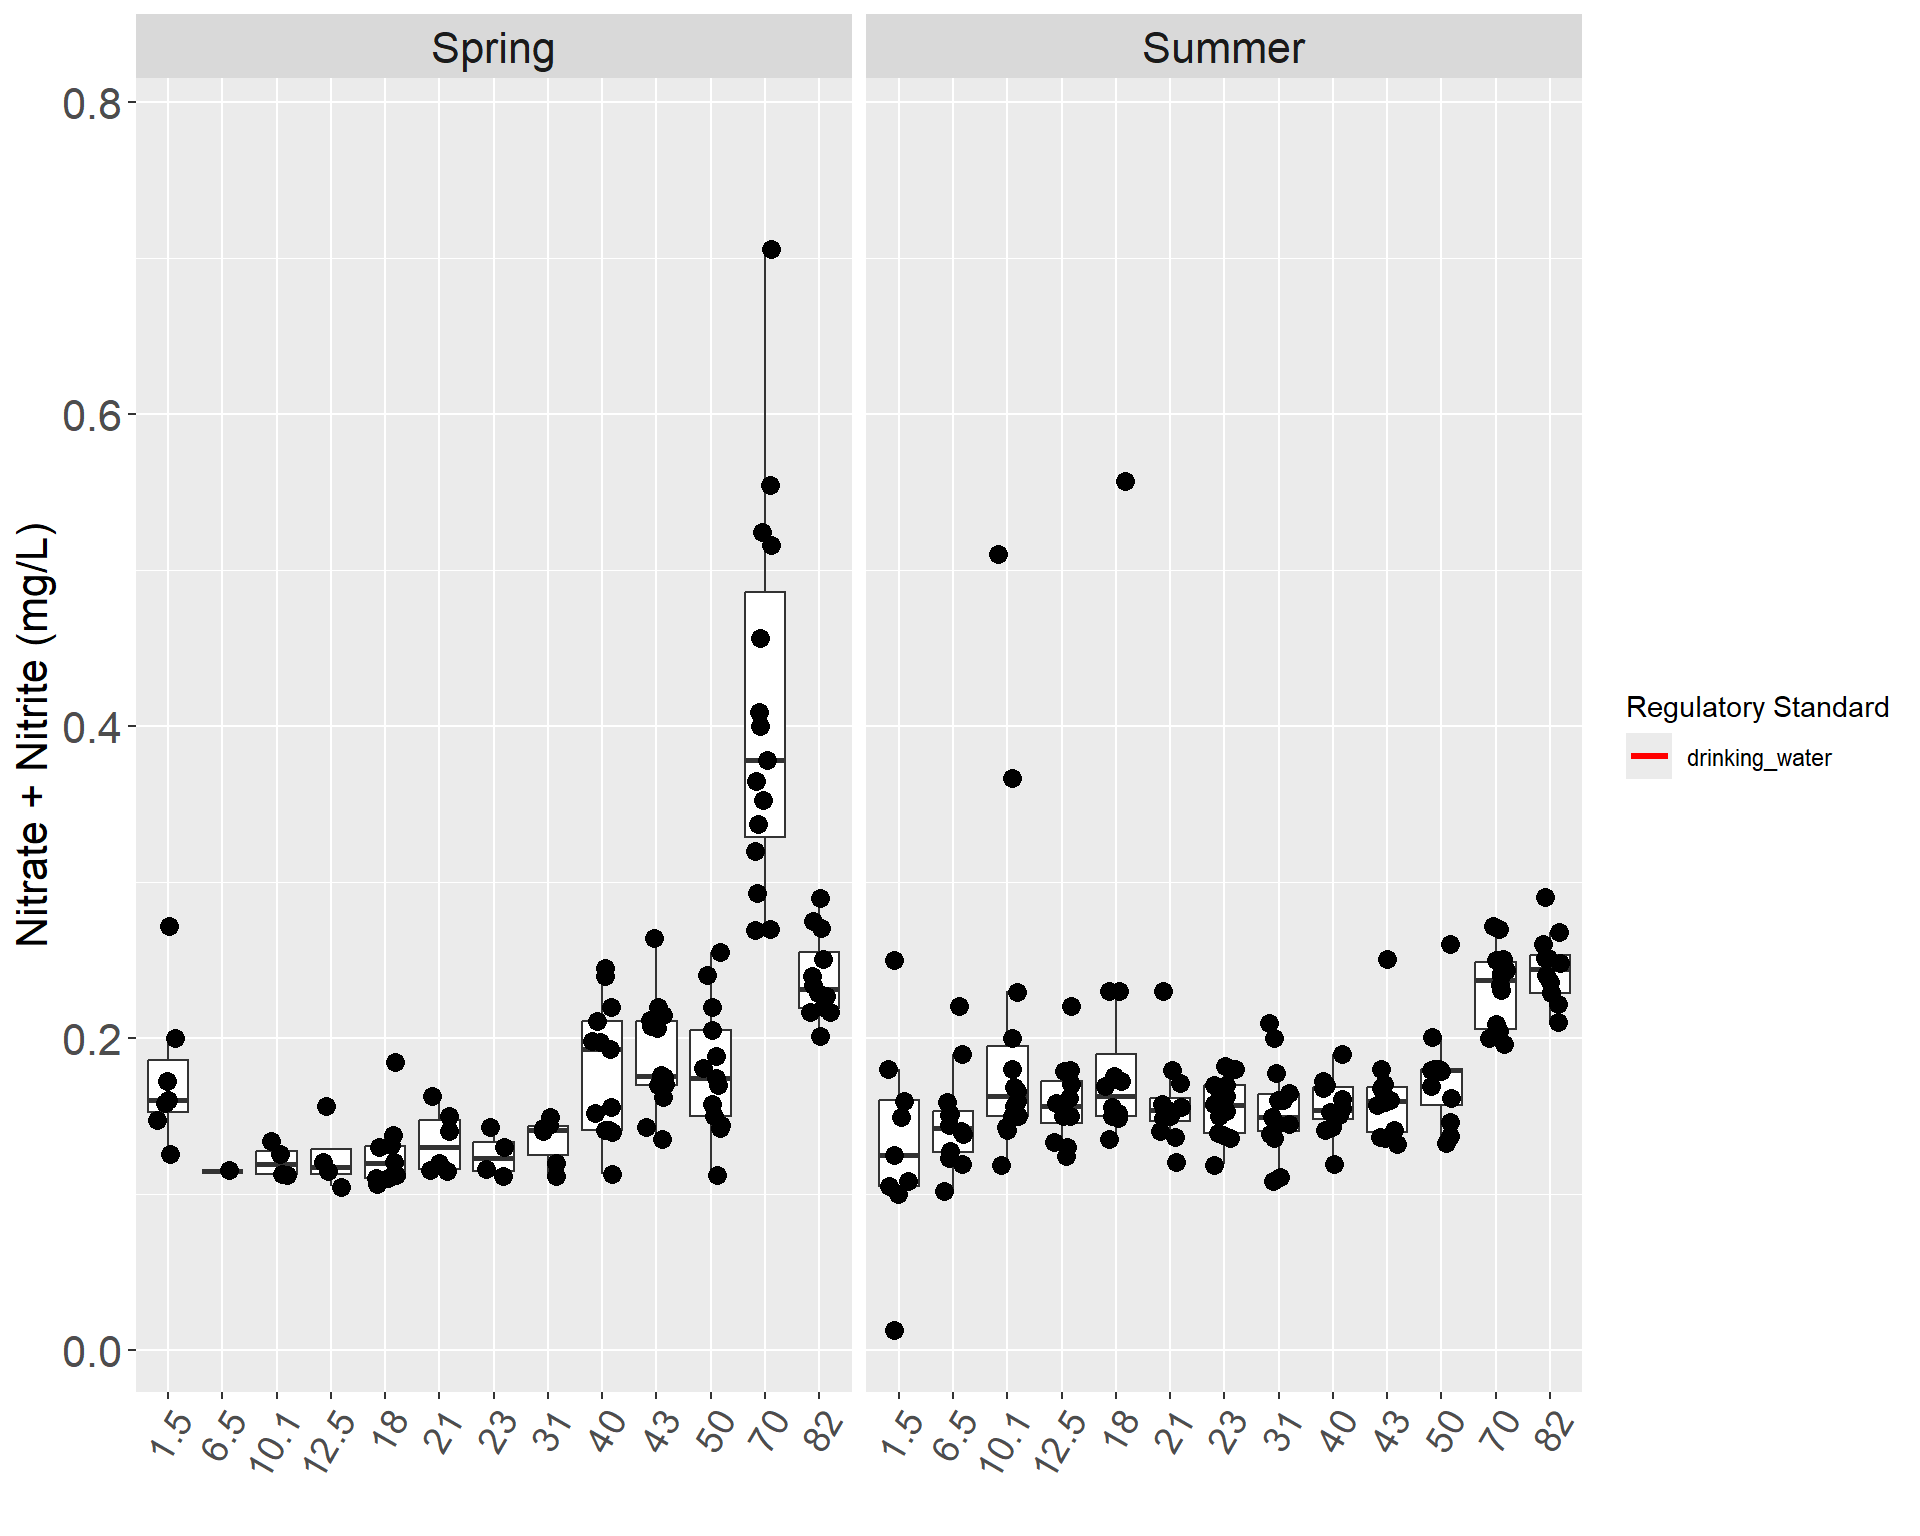 Spring
Summer
Nitrate + Nitrite (mg/L)
0.8
0.6
0.4
0.2
0.0
1.5 6.5 10.1 12.5 18 21 23 31 40 43 50 70 82
1.5 6.5 10.1 12.5 18 21 23 31 40 43 50 70 82
Regulatory Standard
drinking_water